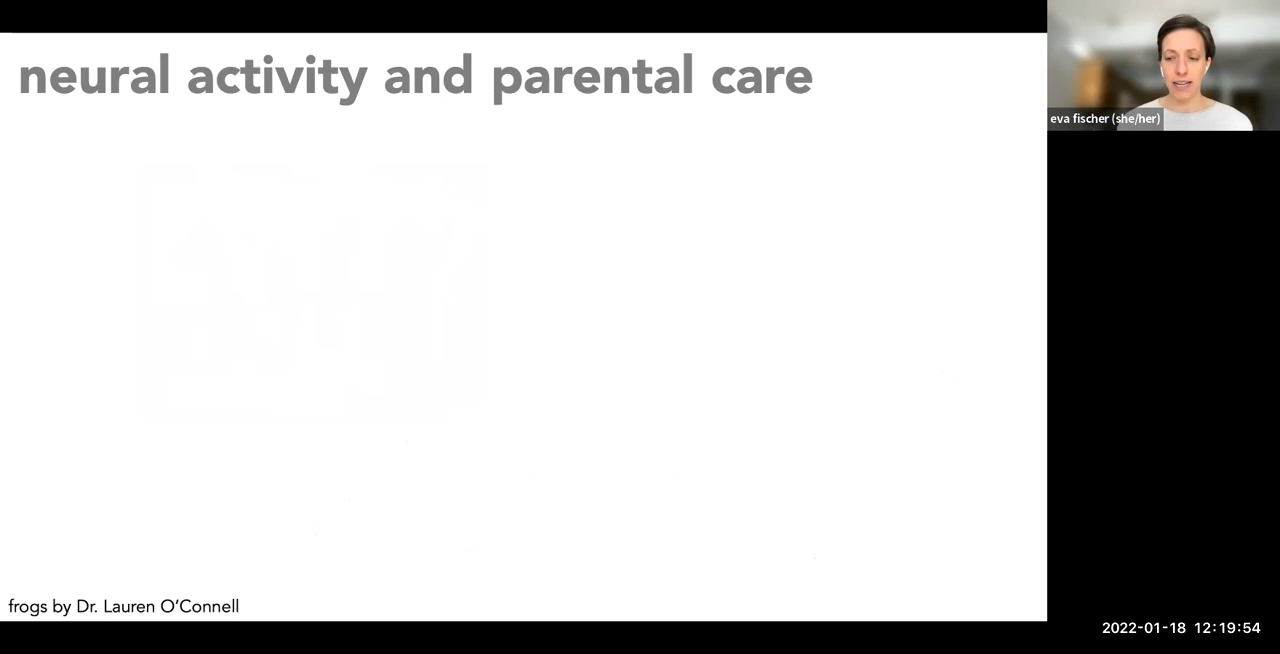 neural activity and parental care
eva fischer (she/her)
frogs by Dr. Lauren O’Connell
2022-01-18 12:19:54